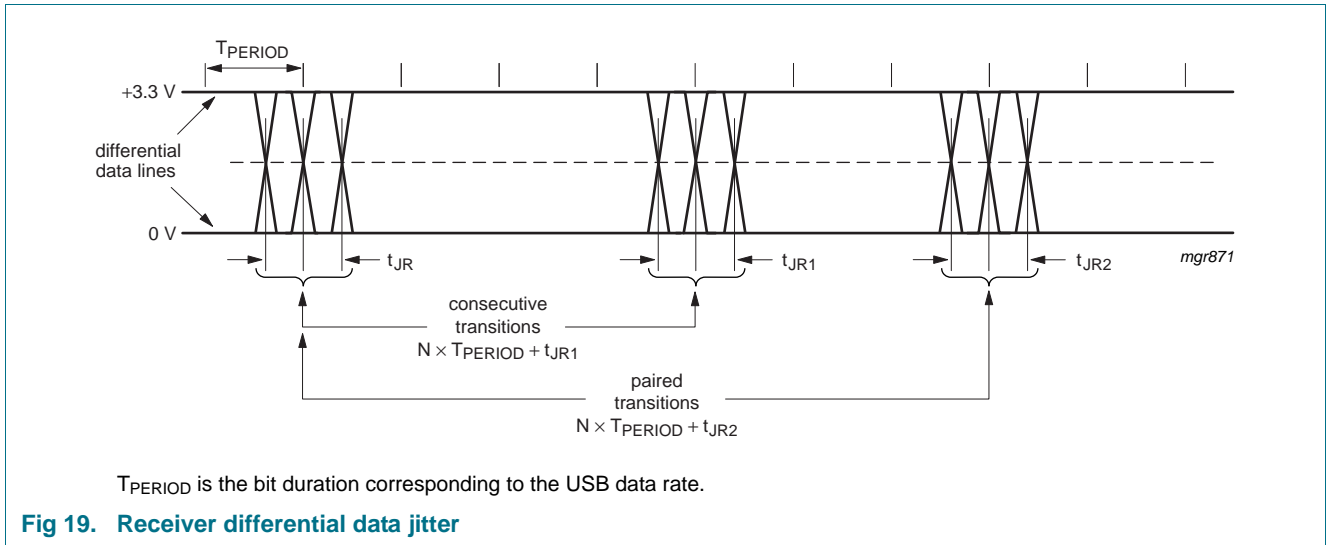 TPERIOD
+3.3 V
differential
data lines
0 V
tJR
tJR1
tJR2
mgr871
consecutive
transitions
N × TPERIOD + tJR1
paired
transitions
N × TPERIOD + tJR2
TPERIOD is the bit duration corresponding to the USB data rate.
Fig 19. Receiver differential data jitter